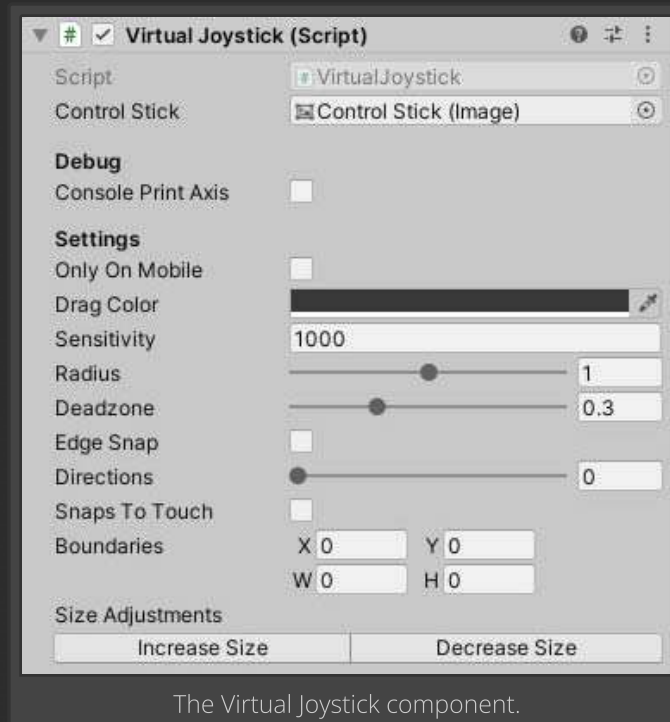 Virtual Joystick (Script)
Script # VirtualJoystick
Control Stick Control Stick (Image)
Debug
Console Print Axis
Settings
Only On Mobile
Drag Color
Sensitivity 1000
Radius 1
Deadzone 0.3
Edge Snap
Directions 0
Snaps To Touch
Boundaries X 0 Y 0
W 0 H 0
Size Adjustments
Increase Size Decrease Size
The Virtual Joystick component.